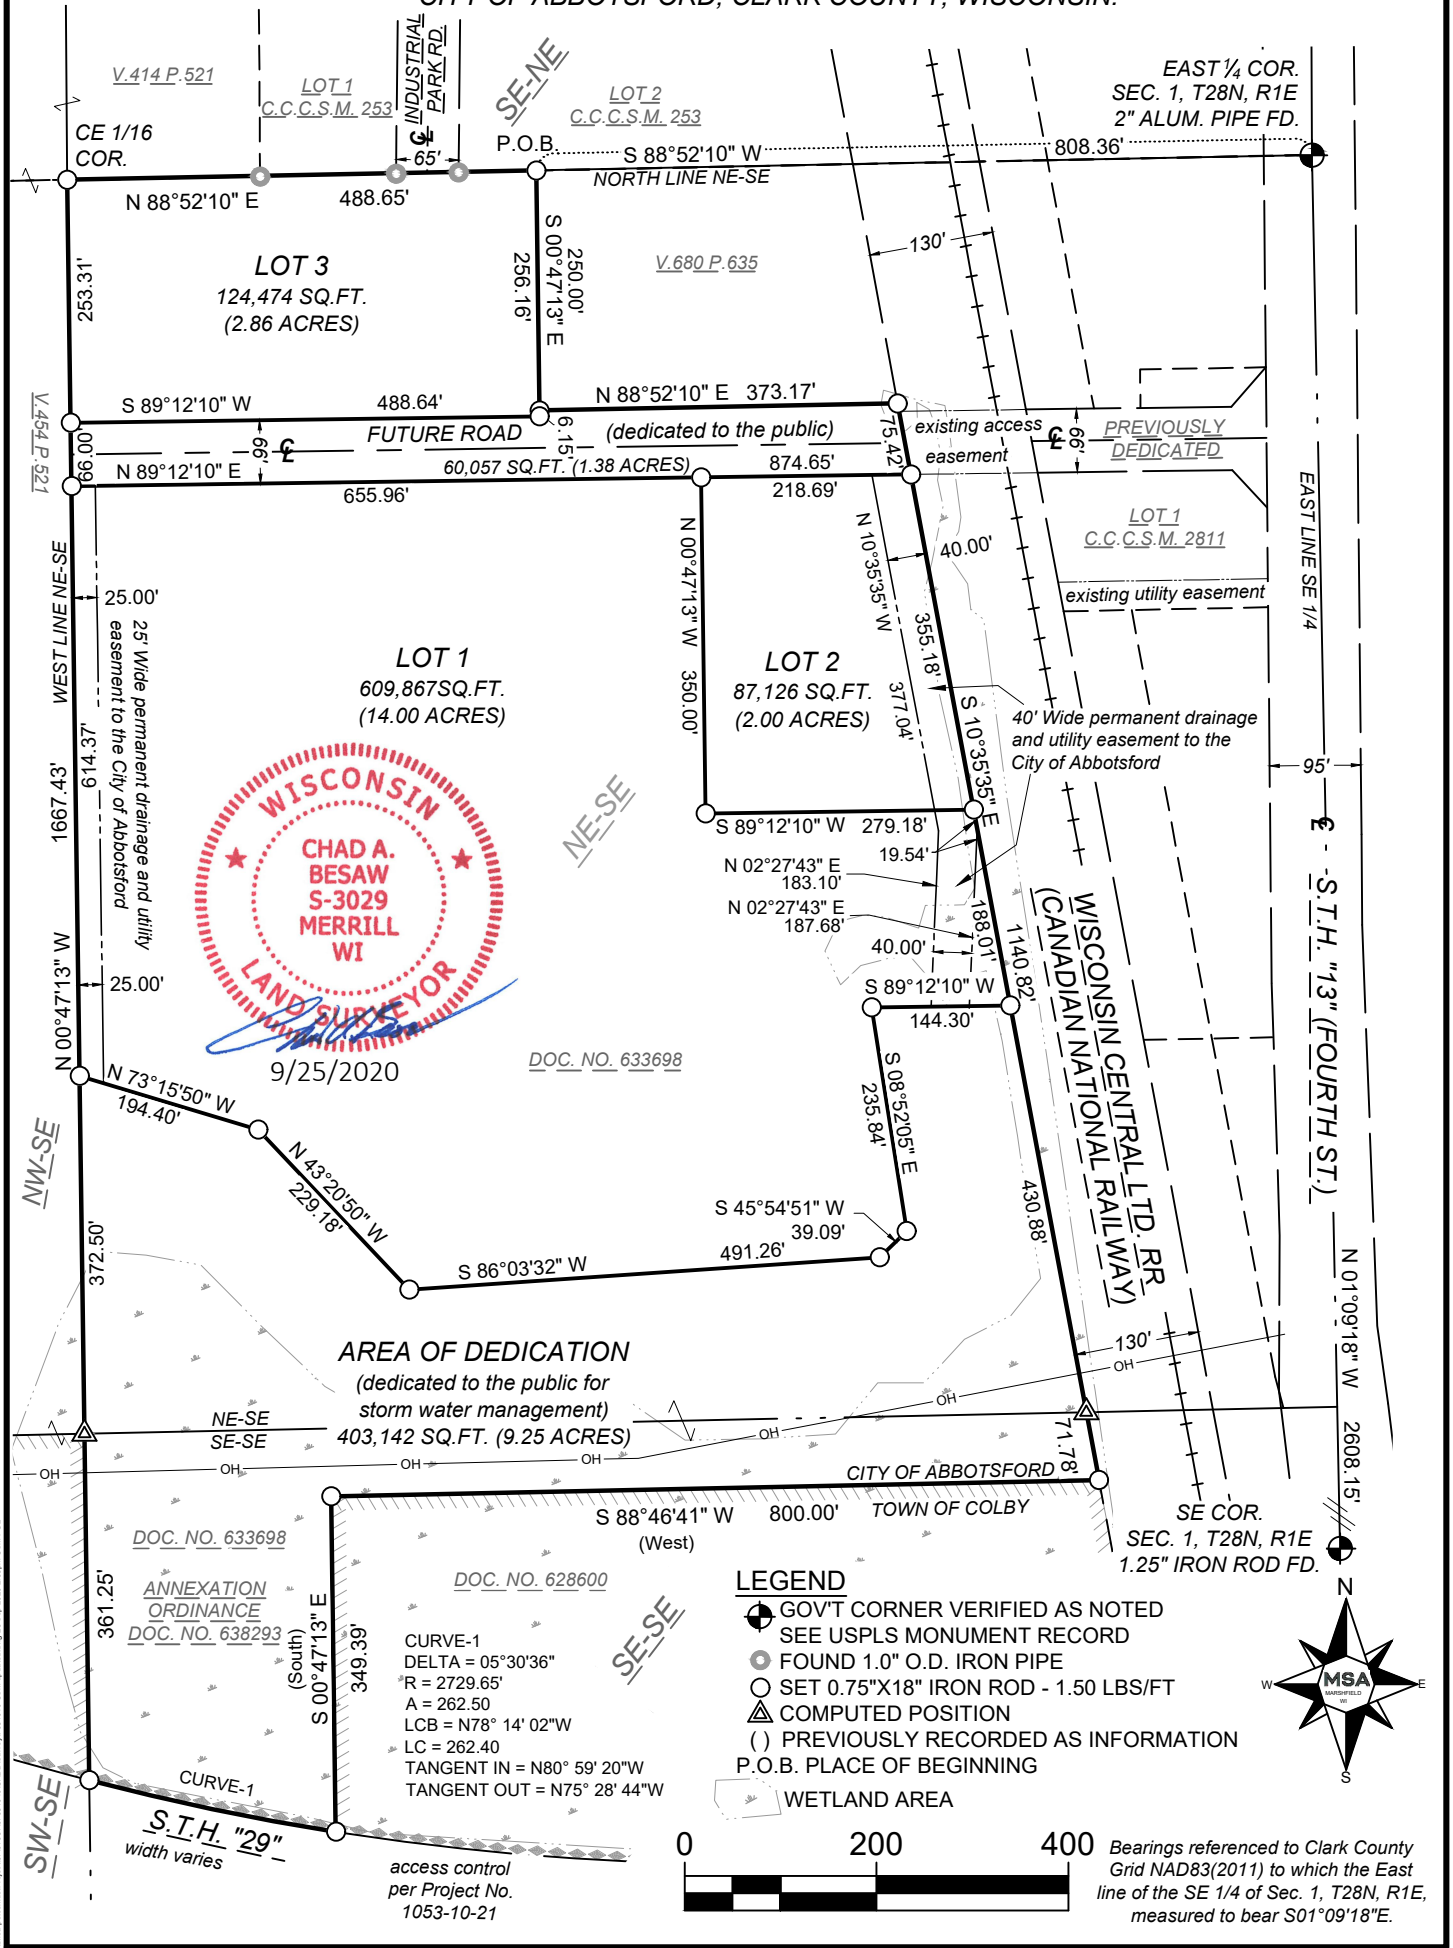 CITY OF ABBOTSFORD, CLARK COUNTY, WISCONSIN.
V.414 P.521
LOT 1
C.C.C.S.M. 253
℄ INDUSTRIAL
PARK RD.
65'
SE-NE
LOT 2
C.C.C.S.M. 253
EAST ¼ COR.
SEC. 1, T28N, R1E
2" ALUM. PIPE FD.
CE 1/16
COR.
P.O.B.
S 88°52'10" W
808.36'
NORTH LINE NE-SE
N 88°52'10" E
488.65'
253.31'
LOT 3
124,474 SQ.FT.
(2.86 ACRES)
256.16'
S 00°47'13" E
250.00'
V.680 P.635
130'
V.454 P.521
S 89°12'10" W
488.64'
N 88°52'10" E 373.17'
66.00'
66'
℄
FUTURE ROAD
6.15'
(dedicated to the public)
75.42'
existing access
easement
℄
66'
PREVIOUSLY
DEDICATED
N 89°12'10" E
60,057 SQ.FT. (1.38 ACRES)
874.65'
655.96'
218.69'
LOT 1
C.C.C.S.M. 2811
EAST LINE SE 1/4
existing utility easement
WEST LINE NE-SE
25.00'
25' Wide permanent drainage and utility
easement to the City of Abbotsford
614.37'
1667.43'
N 00°47'13" W
25.00'
LOT 1
609,867SQ.FT.
(14.00 ACRES)
N 00°47'13" W 350.00'
LOT 2
87,126 SQ.FT.
(2.00 ACRES)
N 10°35'35" W
377.04'
40.00'
355.18'
S 10°35'35" E
40' Wide permanent drainage
and utility easement to the
City of Abbotsford
95'
WISCONSIN
CHAD A.
BESAW
S-3029
MERRILL
WI
LAND SURVEYOR
9/25/2020
NE-SE
S 89°12'10" W 279.18'
19.54'
N 02°27'43" E
183.10'
N 02°27'43" E
187.68'
40.00'
188.01'
1140.82'
S 89°12'10" W
144.30'
WISCONSIN CENTRAL LTD. RR
(CANADIAN NATIONAL RAILWAY)
℄ - S.T.H. "13" (FOURTH ST.)
DOC. NO. 633698
S 08°52'05" E
235.84'
N 73°15'50" W
194.40'
N 43°20'50" W
229.18'
NW-SE
372.50'
S 45°54'51" W
39.09'
S 86°03'32" W
491.26'
430.88'
N 01°09'18" W
2608.15'
AREA OF DEDICATION
(dedicated to the public for
storm water management)
403,142 SQ.FT. (9.25 ACRES)
130'
OH
OH
OH
NE-SE
SE-SE
OH
OH
OH
OH
71.78'
CITY OF ABBOTSFORD
TOWN OF COLBY
S 88°46'41" W 800.00'
(West)
SE COR.
SEC. 1, T28N, R1E
1.25" IRON ROD FD.
DOC. NO. 633698
ANNEXATION
ORDINANCE
DOC. NO. 638293
361.25'
(South)
S 00°47'13" E
349.39'
DOC. NO. 628600
SE-SE
CURVE-1
DELTA = 05°30'36"
R = 2729.65'
A = 262.50
LCB = N78° 14' 02"W
LC = 262.40
TANGENT IN = N80° 59' 20"W
TANGENT OUT = N75° 28' 44"W
LEGEND
GOV'T CORNER VERIFIED AS NOTED
SEE USPLS MONUMENT RECORD
FOUND 1.0" O.D. IRON PIPE
SET 0.75"X18" IRON ROD - 1.50 LBS/FT
COMPUTED POSITION
( ) PREVIOUSLY RECORDED AS INFORMATION
P.O.B. PLACE OF BEGINNING
WETLAND AREA
N
W
E
S
MSA
MARSHFIELD
WI
SW-SE
CURVE-1
S.T.H. "29"
width varies
access control
per Project No.
1053-10-21
0 200 400
Bearings referenced to Clark County
Grid NAD83(2011) to which the East
line of the SE 1/4 of Sec. 1, T28N, R1E,
measured to bear S01°09'18"E.